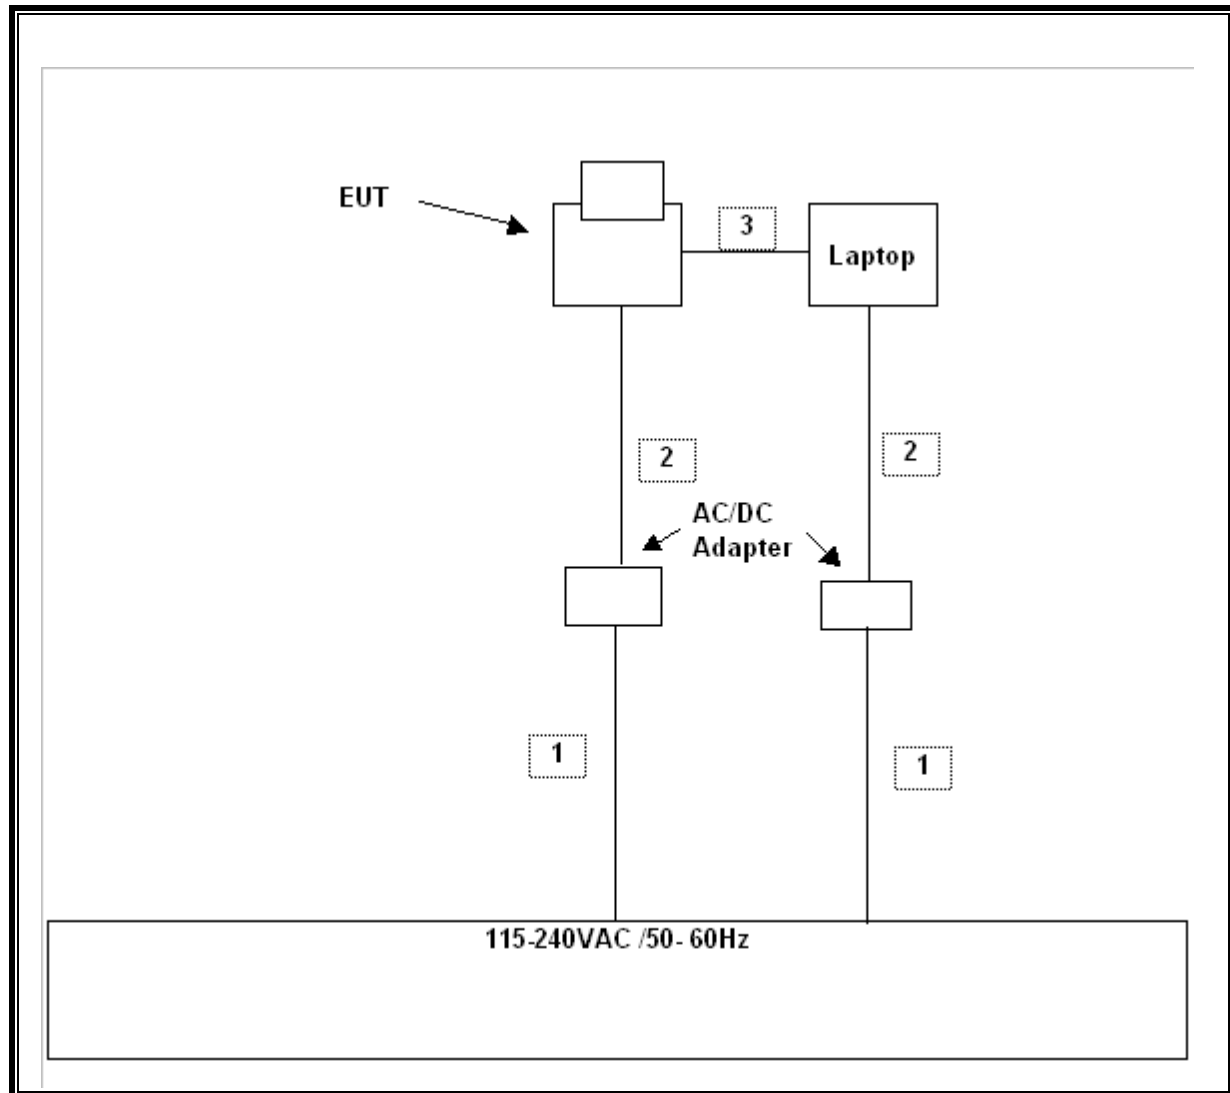 EUT
3
Laptop
2
2
AC/DC
Adapter
1
1
115-240VAC /50- 60Hz